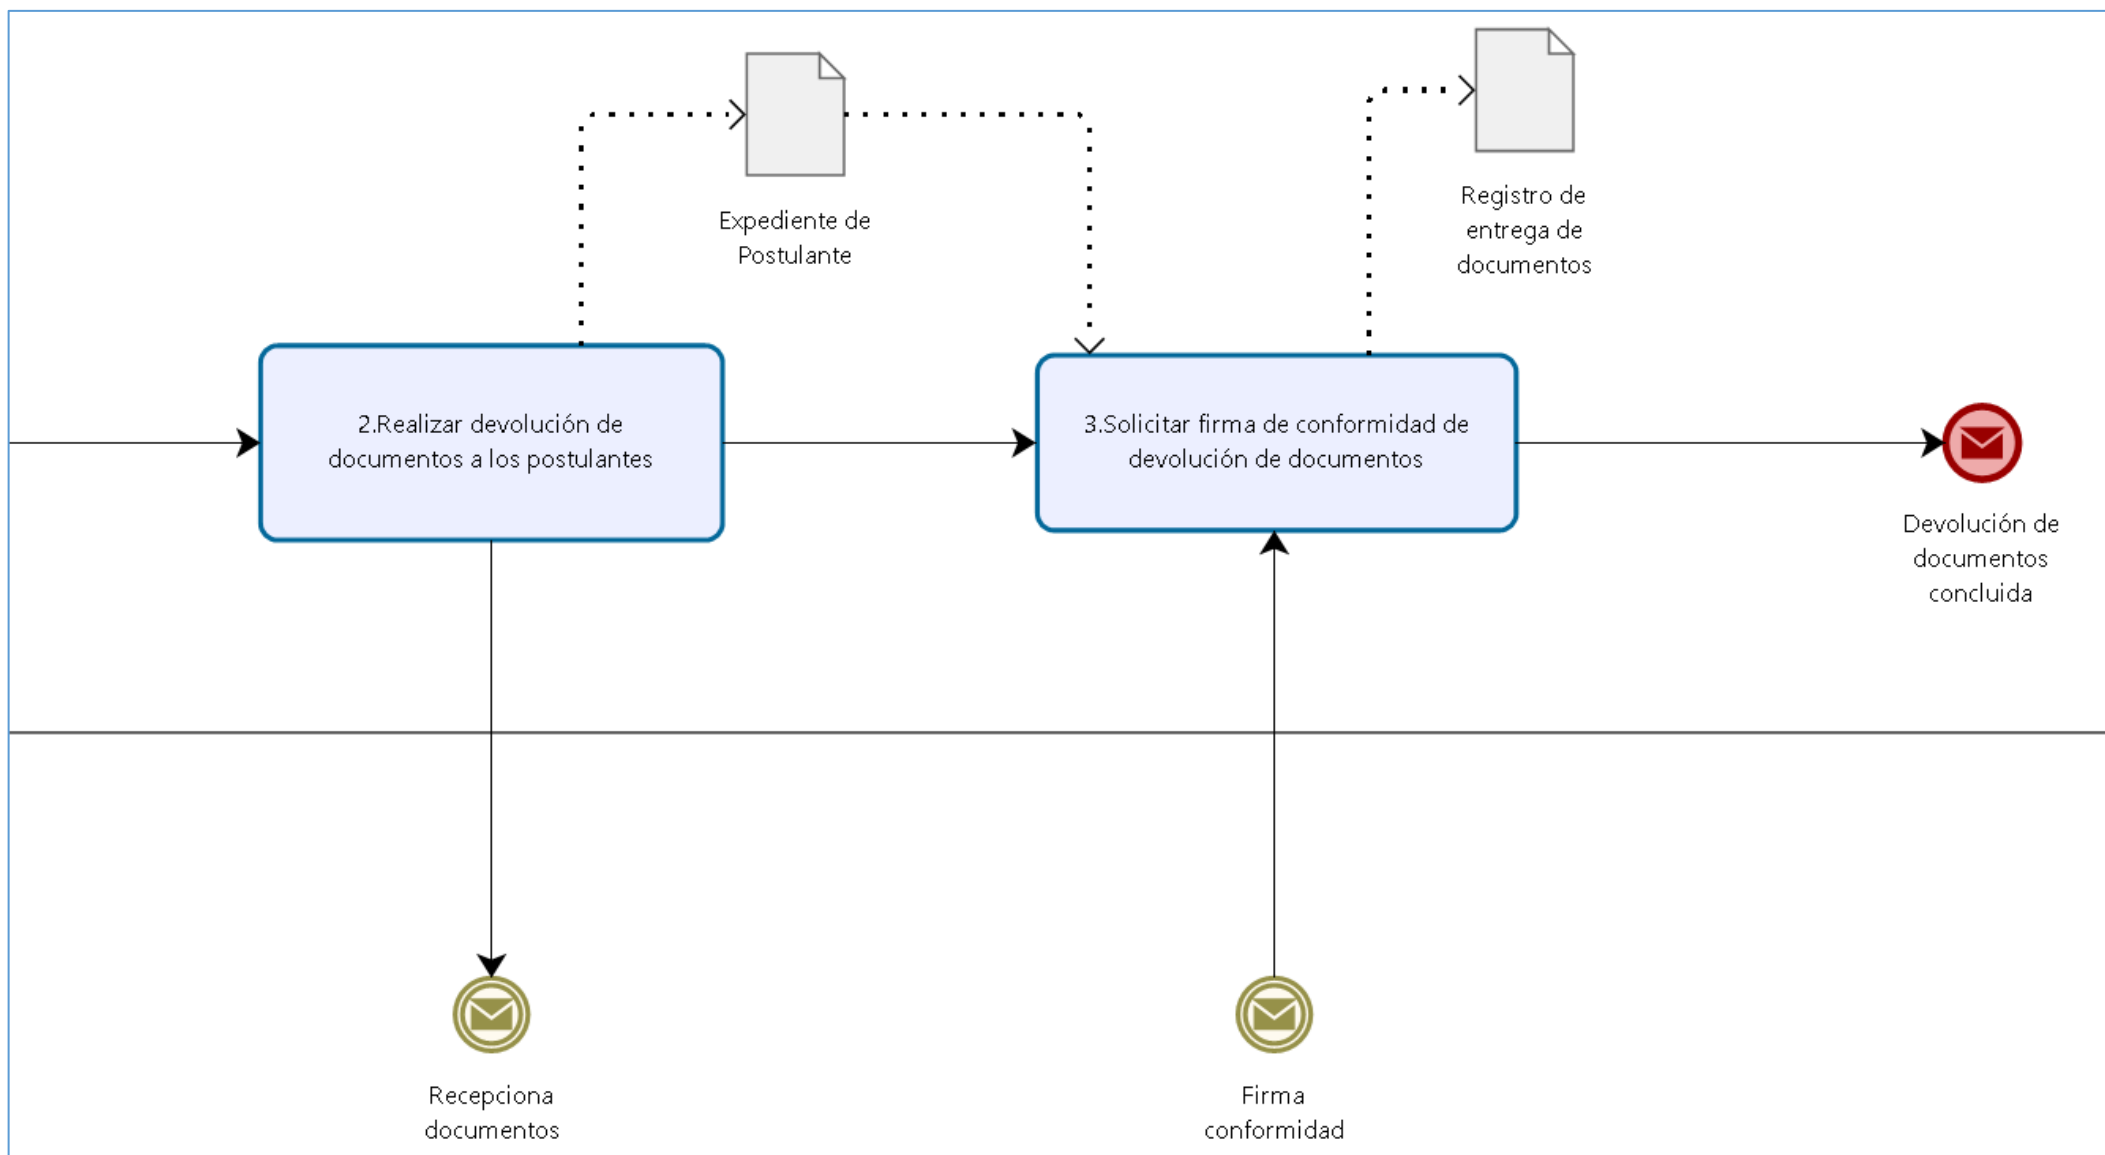 Expediente de
Postulante
Registro de
entrega de
documentos
2.Realizar devolución de
documentos a los postulantes
3.Solicitar firma de conformidad de
devolución de documentos
Devolución de
documentos
concluida
Recepciona
documentos
Firma
conformidad